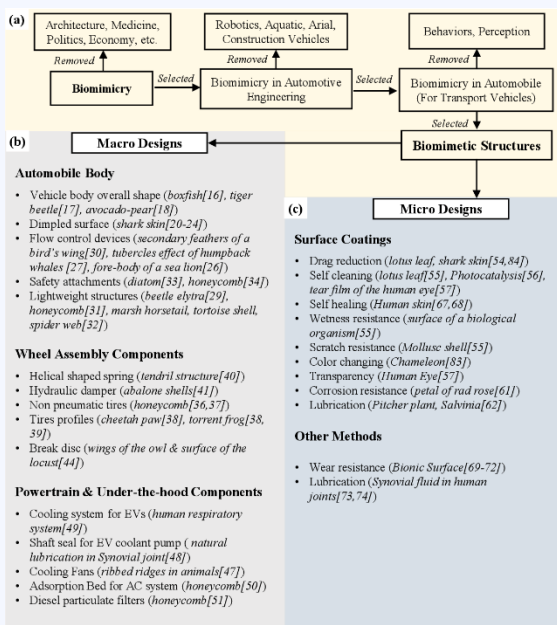 (a)
Architecture, Medicine,
Politics, Economy, etc.
Robotics, Aquatic, Arial,
Construction Vehicles
Behaviors, Perception
Removed
Removed
Removed
Biomimicry
Selected
Biomimicry in Automotive
Engineering
Selected
Biomimicry in Automobile
(For Transport Vehicles)
Selected
Biomimetic Structures
(b)
Macro Designs
Automobile Body
• Vehicle body overall shape (boxfish[16], tiger
beetle[17], avocado-pear[18])
• Dimpled surface (shark skin[20-24)
• Flow control devices (secondary feathers of a
bird's wing[30], tubercles effect of humpback
whales [27], fore-body of a sea lion[26])
• Safety attachments (diatom[33], honeycomb[34])
• Lightweight structures (beetle elytra[29],
honeycomb[31], marsh horsetail, tortoise shell,
spider web[32])
Wheel Assembly Components
• Helical shaped spring (tendril structure[40])
• Hydraulic damper (abalone shells[41])
• Non pneumatic tires (honeycomb[36,37])
• Tires profiles (cheetah paw[38], torrent frog[38,
39])
• Break disc (wings of the owl & surface of the
locust[44])
Powertrain & Under-the-hood Components
• Cooling system for EVs (human respiratory
system[49])
• Shaft seal for EV coolant pump ( natural
lubrication in Synovial joint[48])
• Cooling Fans (ribbed ridges in animals[47])
• Adsorption Bed for AC system (honeycomb[50])
• Diesel particulate filters (honeycomb[51])
(c)
Micro Designs
Surface Coatings
• Drag reduction (lotus leaf, shark skin[54,84])
• Self cleaning (lotus leaf[55], Photocatalysis[56],
tear film of the human eye[57])
• Self healing (Human skin[67,68])
• Wetness resistance (surface of a biological
organism[55])
• Scratch resistance (Mollusc shell[55])
• Color changing (Chameleon[83])
• Transparency (Human Eye[57])
• Corrosion resistance (petal of rad rose[61])
• Lubrication (Pitcher plant, Salvinia[62])
Other Methods
• Wear resistance (Bionic Surface[69-72])
• Lubrication (Synovial fluid in human
joints[73,74])